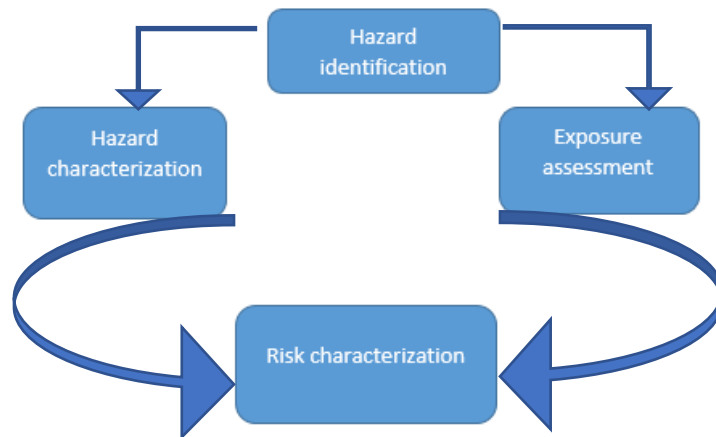 Hazard
identification
Hazard
characterization
Exposure
assessment
Risk characterization